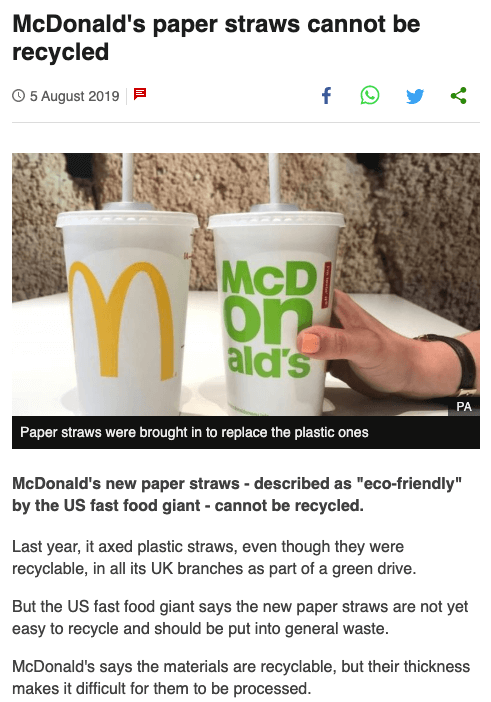 McDonald's paper straws cannot be
recycled
5 August 2019
McD
on
ald's
PA
Paper straws were brought in to replace the plastic ones
McDonald's new paper straws - described as "eco-friendly"
by the US fast food giant - cannot be recycled.
Last year, it axed plastic straws, even though they were
recyclable, in all its UK branches as part of a green drive.
But the US fast food giant says the new paper straws are not yet
easy to recycle and should be put into general waste.
McDonald's says the materials are recyclable, but their thickness
makes it difficult for them to be processed.